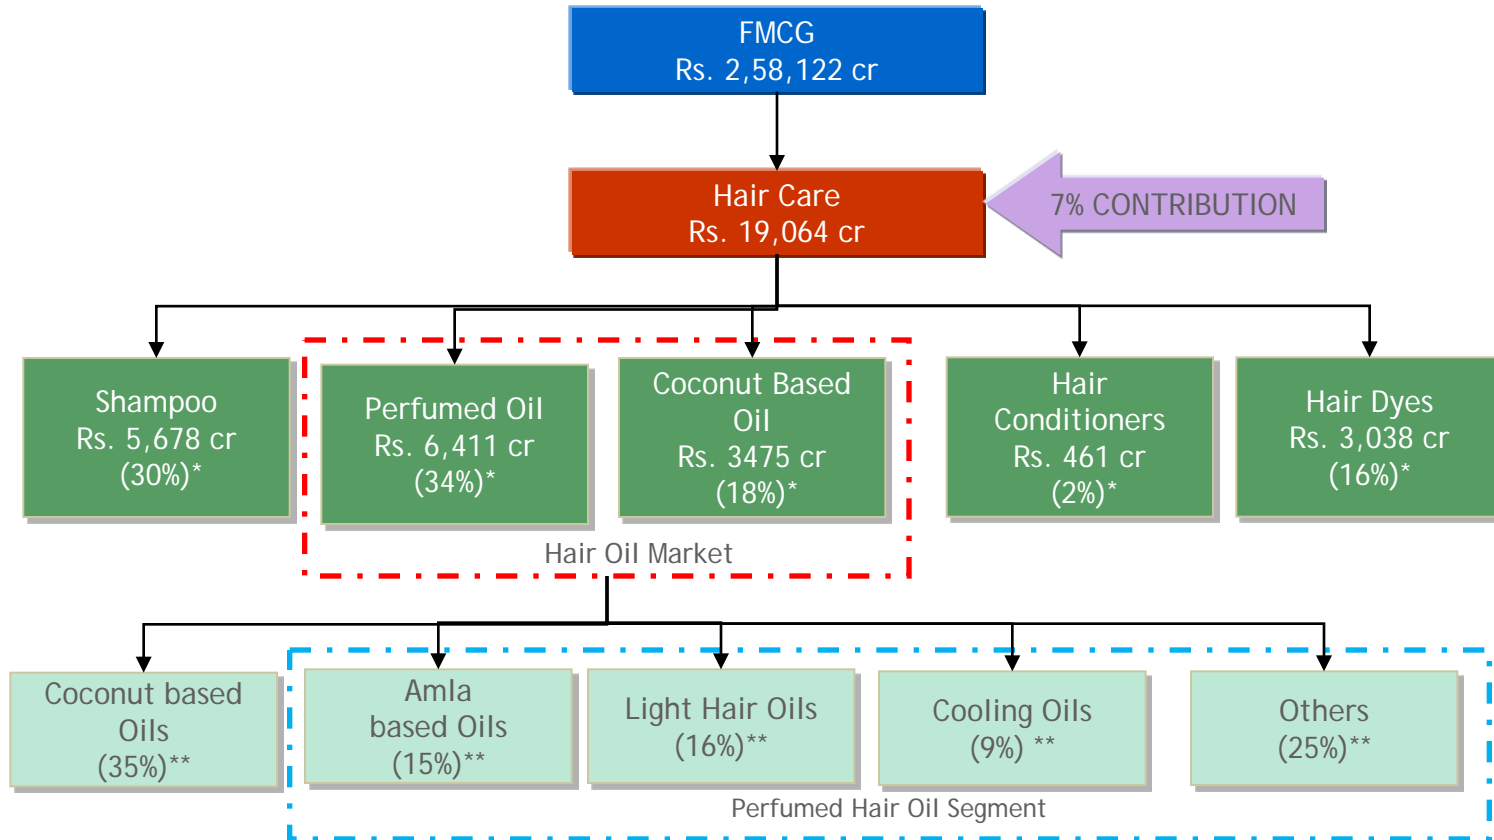 FMCG
Rs. 2,58,122 cr
Hair Care
Rs. 19,064 cr
7% CONTRIBUTION
Shampoo
Rs. 5,678 cr
(30%)*
Perfumed Oil
Rs. 6,411 cr
(34%)*
Coconut Based
Oil
Rs. 3475 cr
(18%)*
Hair
Conditioners
Rs. 461 cr
(2%)*
Hair Dyes
Rs. 3,038 cr
(16%)*
Hair Oil Market
Coconut based
Oils
(35%)**
Amla
based Oils
(15%)**
Light Hair Oils
(16%)**
Cooling Oils
(9%) **
Others
(25%)**
Perfumed Hair Oil Segment